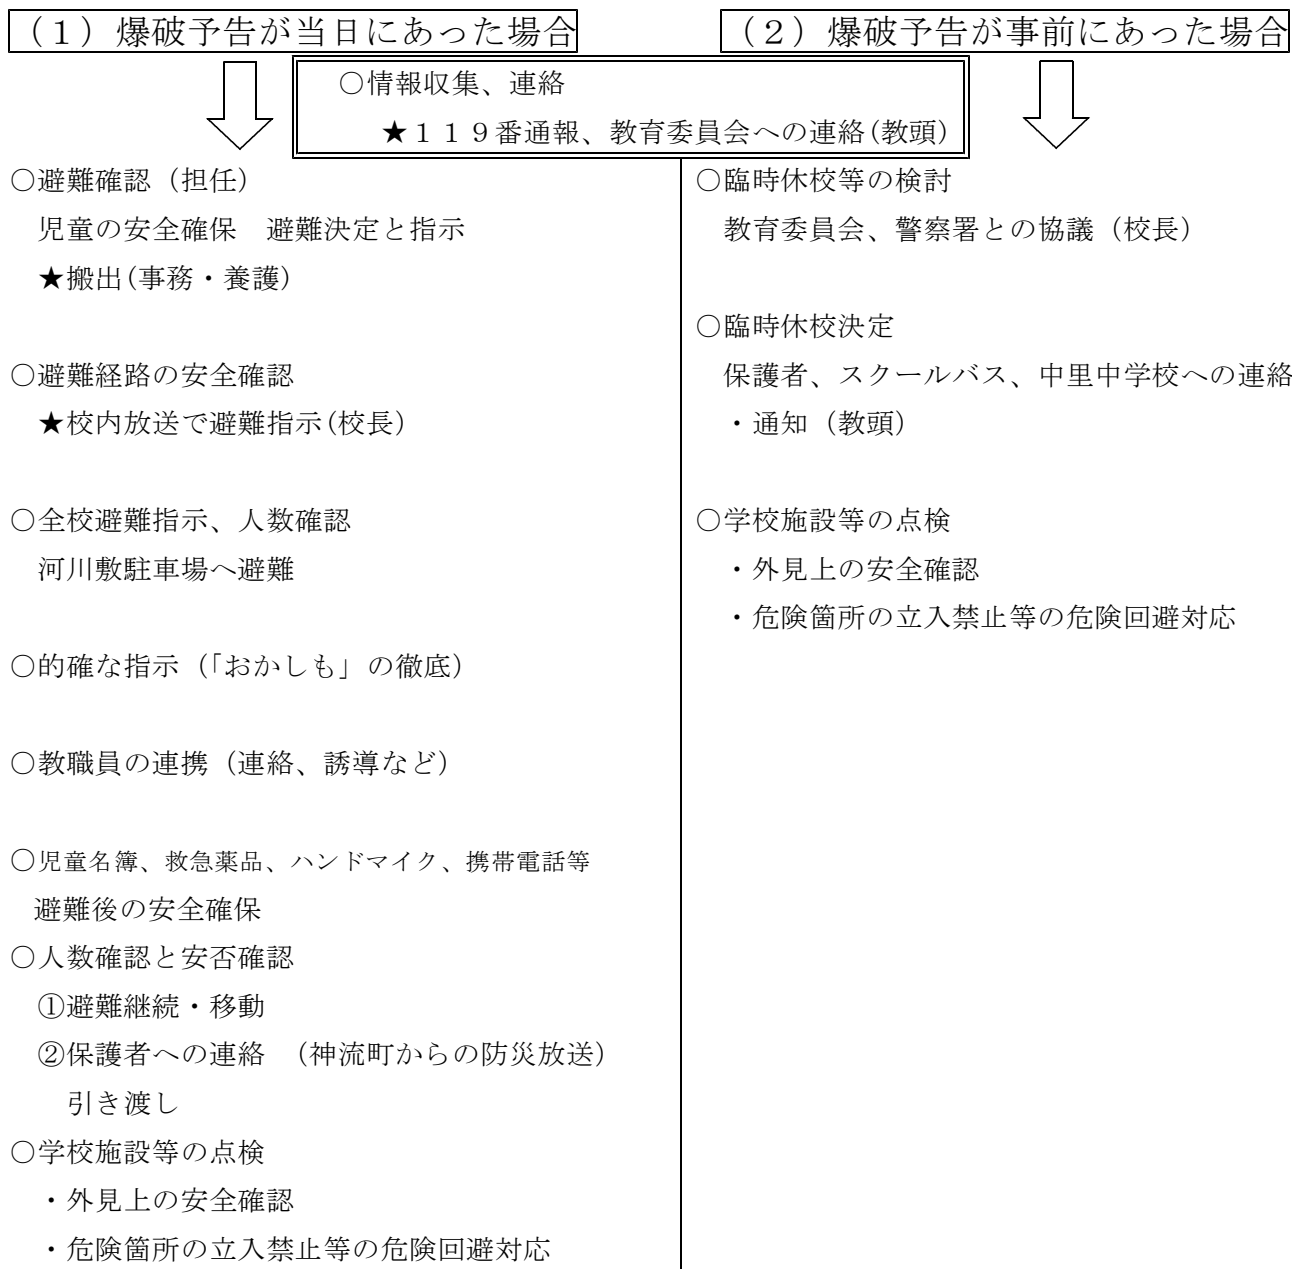 （１）爆破予告が当日にあった場合
（２）爆破予告が事前にあった場合
○情報収集、連絡
★１１９番通報、教育委員会への連絡(教頭)
○避難確認（担任）
児童の安全確保　避難決定と指示
★搬出(事務・養護)
○避難経路の安全確認
★校内放送で避難指示(校長)
○全校避難指示、人数確認
河川敷駐車場へ避難
○的確な指示（「おかしも」の徹底）
○教職員の連携（連絡、誘導など）
○児童名簿、救急薬品、ハンドマイク、携帯電話等
避難後の安全確保
○人数確認と安否確認
①避難継続・移動
②保護者への連絡　（神流町からの防災放送）
引き渡し
○学校施設等の点検
・外見上の安全確認
・危険箇所の立入禁止等の危険回避対応
○臨時休校等の検討
教育委員会、警察署との協議（校長）
○臨時休校決定
保護者、スクールバス、中里中学校への連絡
・通知（教頭）
○学校施設等の点検
・外見上の安全確認
・危険箇所の立入禁止等の危険回避対応